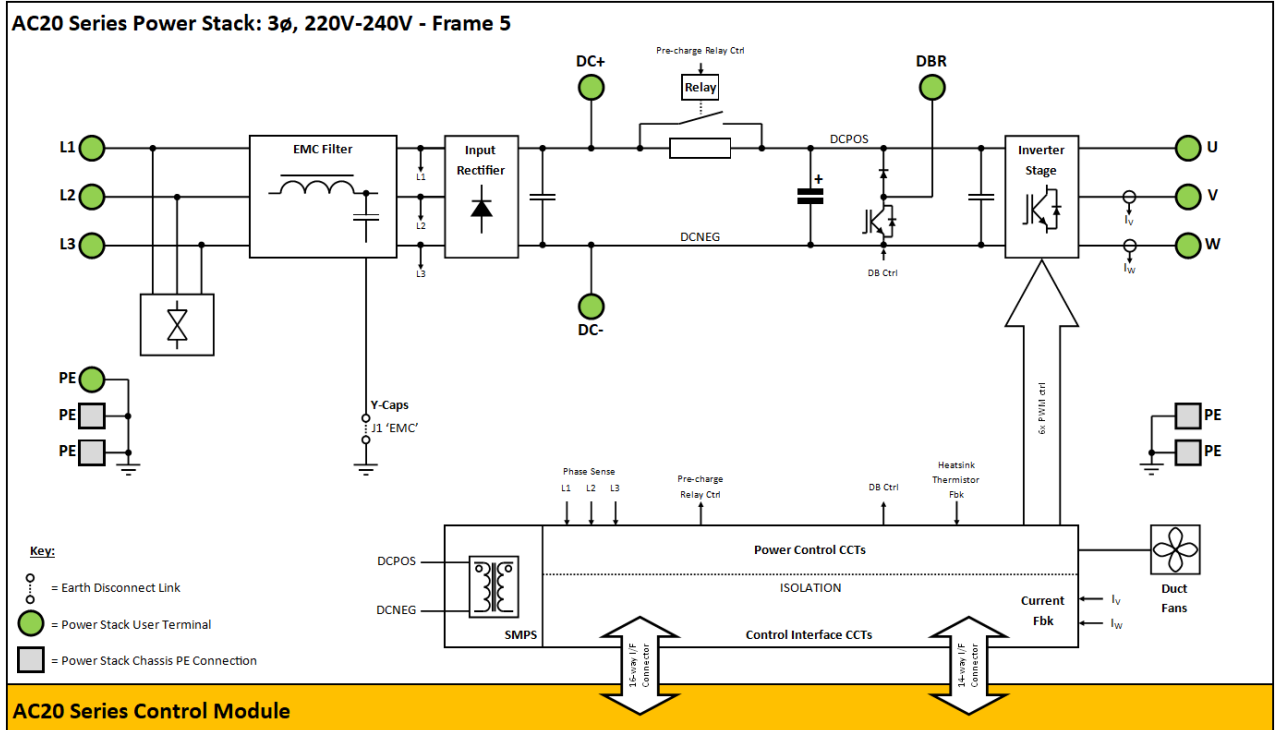 AC20 Series Power Stack: 3ø, 220V-240V - Frame 5
Pre-charge Relay Ctrl
DC+
DBR
Relay
L1
EMC Filter
Input
Rectifier
DCPOS
Inverter
Stage
U
L1
+
L2
V
L2
IV
L3
DCNEG
W
L3
DB Ctrl
IW
DC-
PE
PE
PE
Y-Caps
J1 'EMC'
6x PWM ctrl
PE
PE
Phase Sense
L1 L2 L3
Pre-charge
Relay Ctrl
DB Ctrl
Heatsink
Thermistor
Fbk
Key:
= Earth Disconnect Link
= Power Stack User Terminal
= Power Stack Chassis PE Connection
DCPOS
DCNEG
SMPS
Power Control CCTs
ISOLATION
Control Interface CCTs
Current
Fbk
IV
IW
Duct
Fans
16-way I/F
Connector
14-way I/F
Connector
AC20 Series Control Module